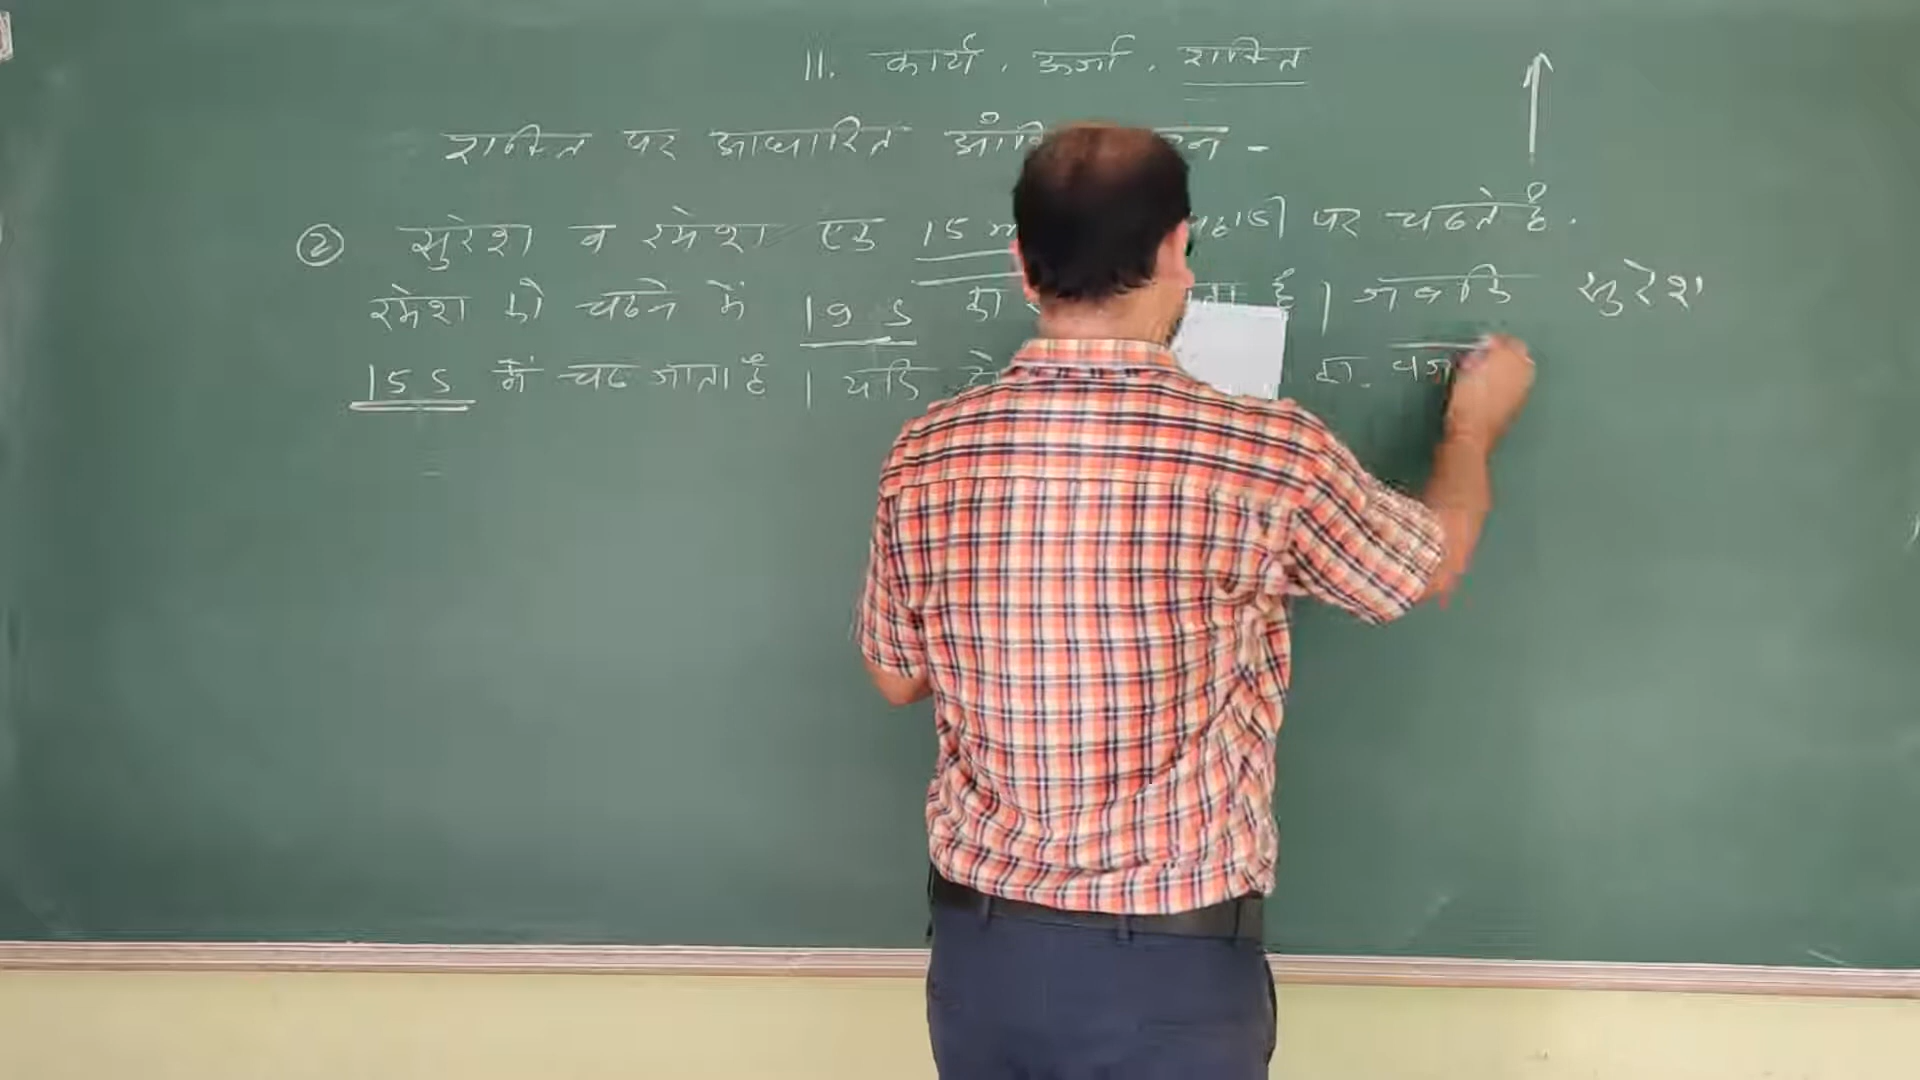 11. कार्य, ऊर्जा, शक्ति
शक्ति पर आधारित
② सुरेश व रमेश एक 15 m पर चढते है.
रमेश को चढने में 19 S का है | जबकि सुरेश
15 S में चढ जाता है | यदि का